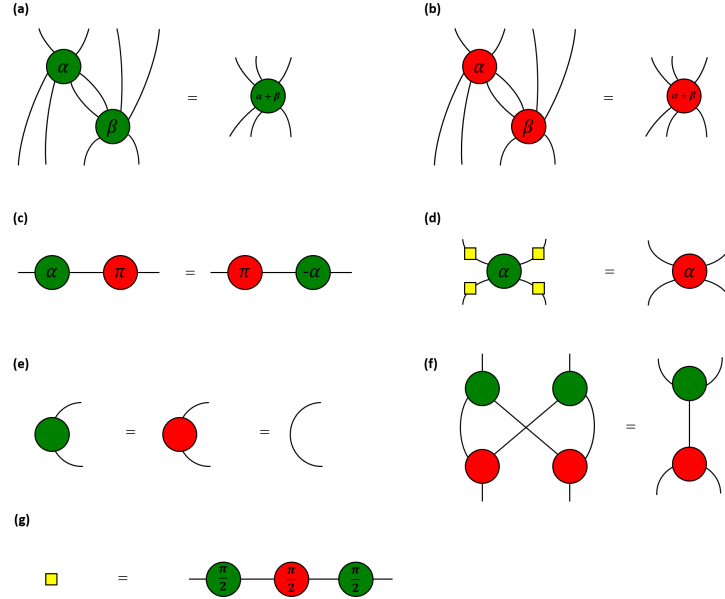 (a)
α
β
=
α + β
(b)
α
β
=
α + β
(c)
α π = π -α
(d)
α = α
(e)
= =
(f)
=
(g)
= π/2 π/2 π/2